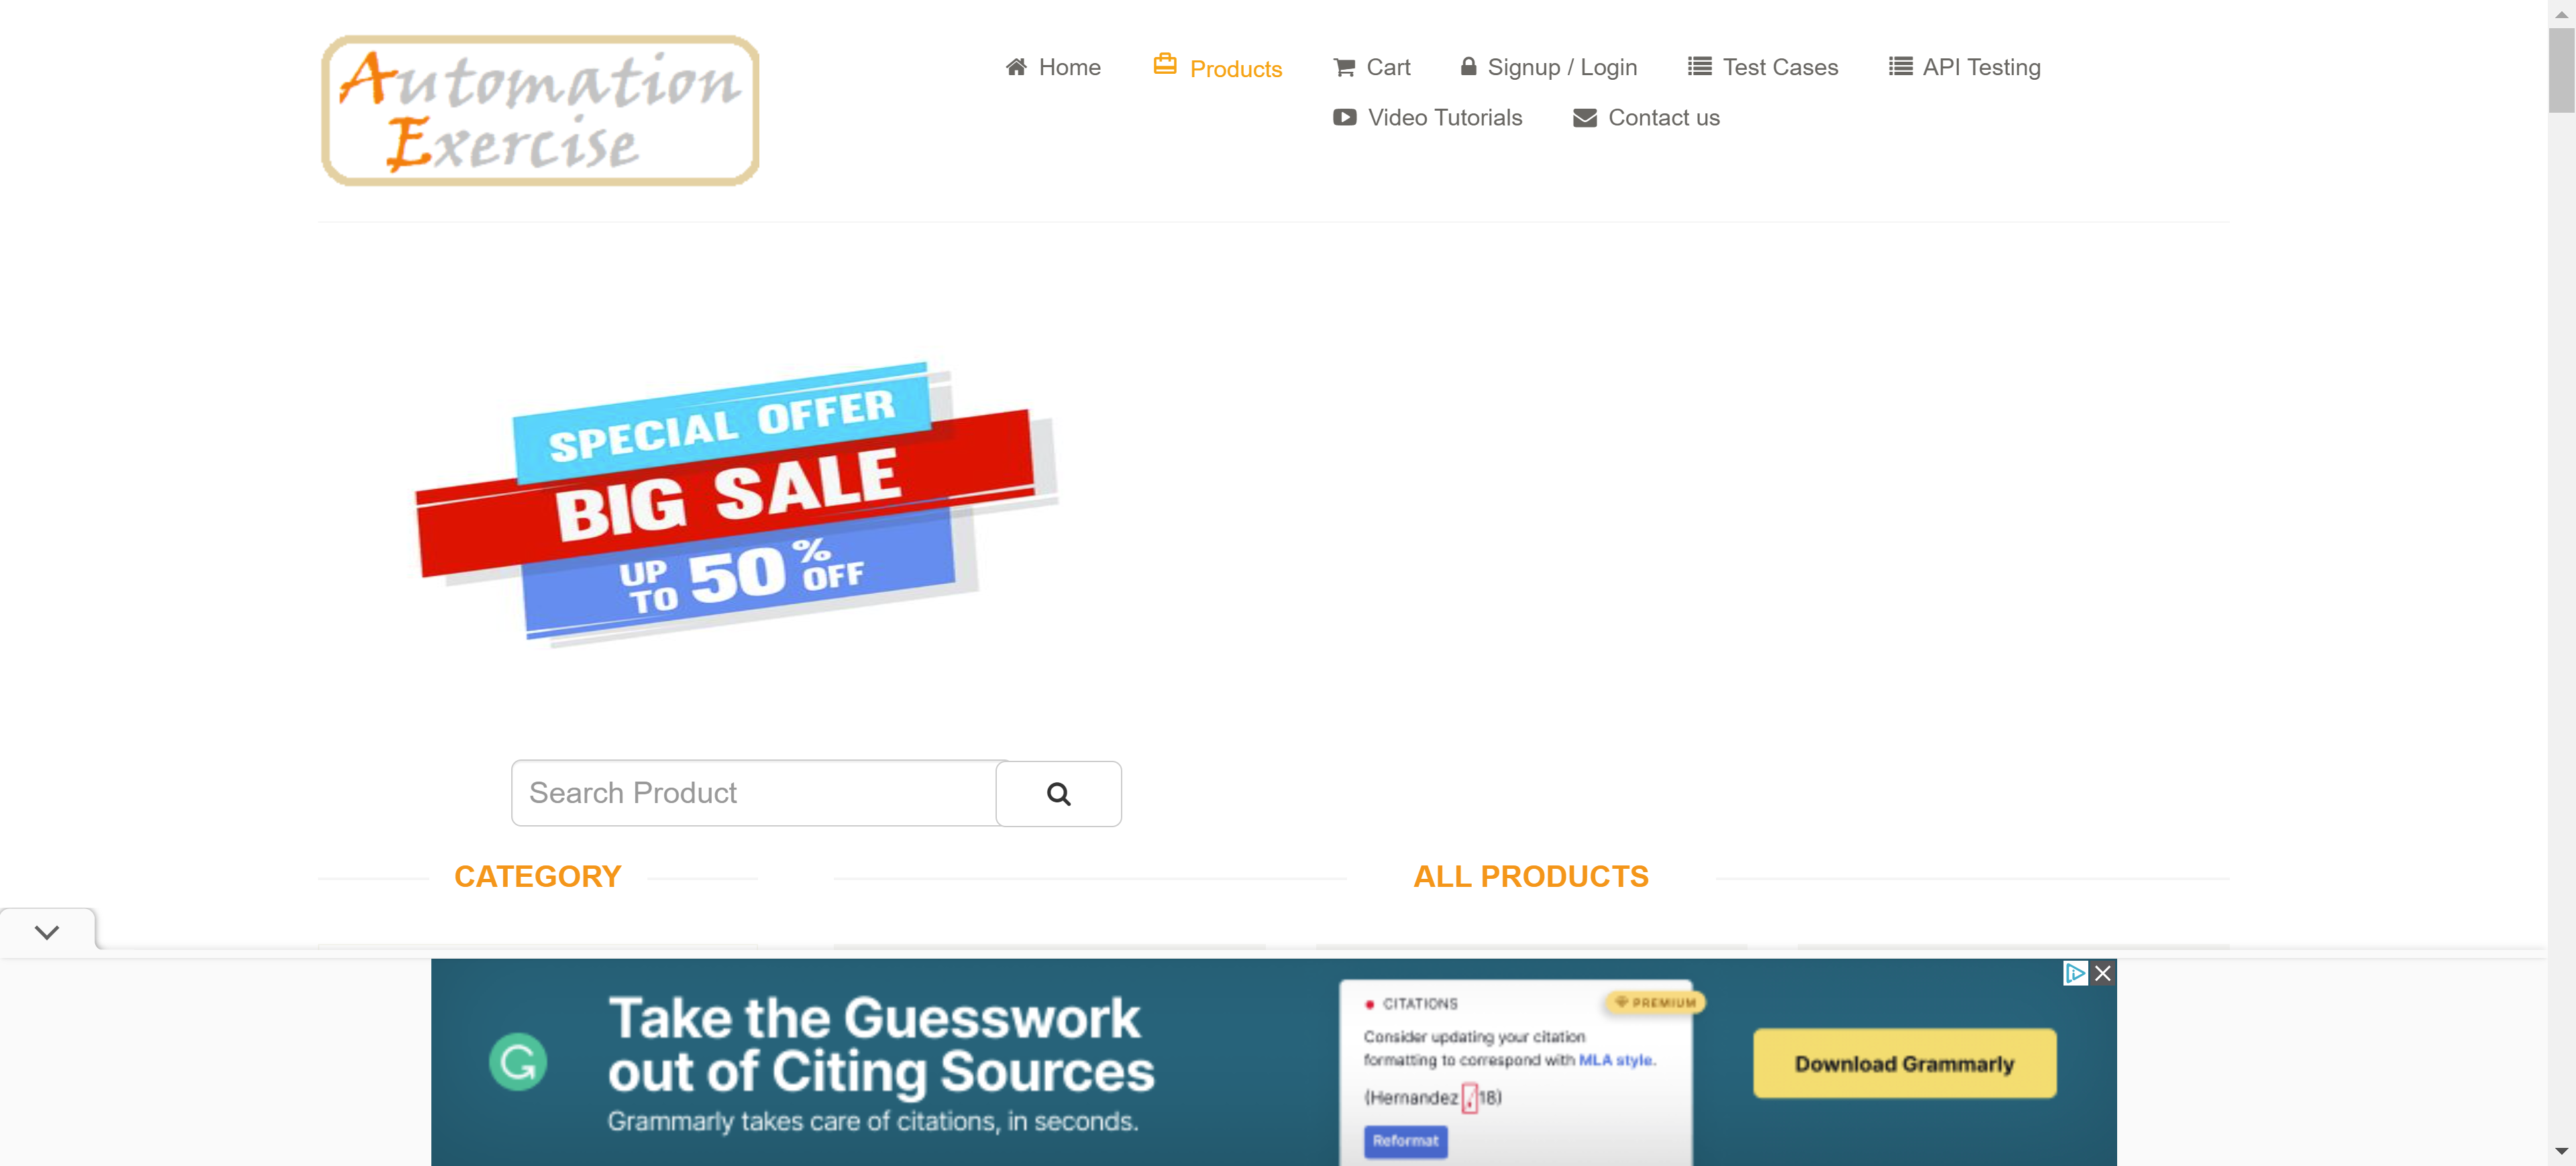 Automation
Exercise
Home
Products
Cart
Signup / Login
Test Cases
API Testing
Video Tutorials
Contact us
SPECIAL OFFER
BIG SALE
UP TO 50% OFF
Search Product
CATEGORY
ALL PRODUCTS
Take the Guesswork
out of Citing Sources
Grammarly takes care of citations, in seconds.
CITATIONS
PREMIUM
Consider updating your citation
formatting to correspond with MLA style.
(Hernandez , 18)
Reformat
Download Grammarly